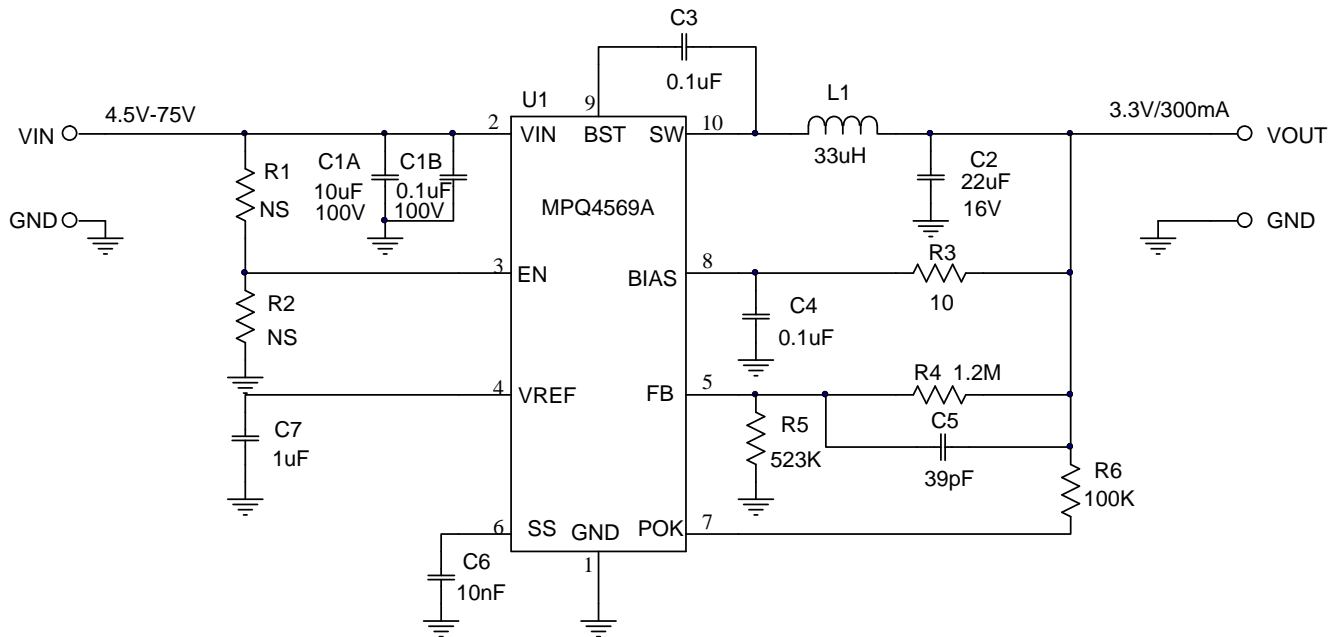 C3
0.1uF
U1
9
L1
4.5V-75V
3.3V/300mA
VIN
2
VIN
BST
SW
10
VOUT
33uH
R1
NS
C1A
10uF
100V
C1B
0.1uF
100V
C2
22uF
16V
MPQ4569A
GND
GND
3
EN
BIAS
8
R3
10
R2
NS
C4
0.1uF
4
VREF
FB
5
R4
1.2M
C7
1uF
R5
523K
C5
39pF
R6
100K
6
SS
GND
POK
7
1
C6
10nF